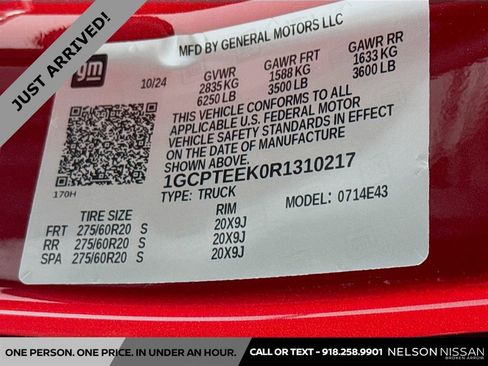 JUST ARRIVED!
gm
MFD BY GENERAL MOTORS LLC
10/24
GVWR GAWR FRT GAWR RR
2835 KG 1588 KG 1633 KG
6250 LB 3500 LB 3600 LB
THIS VEHICLE CONFORMS TO ALL
APPLICABLE U.S. FEDERAL MOTOR
VEHICLE SAFETY STANDARDS IN EFFECT
ON THE DATE OF MANUFACTURE
SHOWN ABOVE.
170H
1GCPTEEK0R1310217
TYPE: TRUCK MODEL: 0714E43
TIRE SIZE RIM
FRT 275/60R20 S 20X9J
RR 275/60R20 S 20X9J
SPA 275/60R20 S 20X9J
ONE PERSON. ONE PRICE. IN UNDER AN HOUR.
CALL OR TEXT - 918.258.9901
NELSON NISSAN
BROKEN ARROW